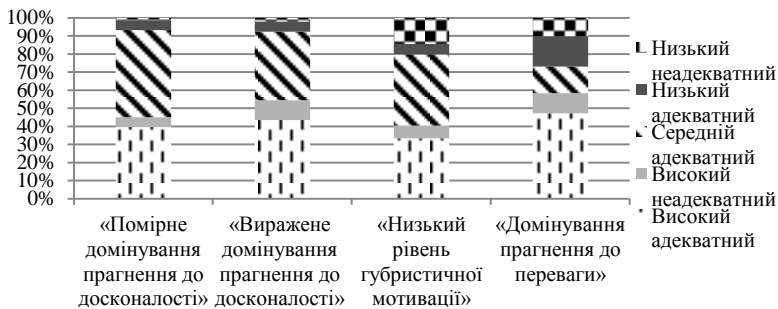 100%
90%
80%
70%
60%
50%
40%
30%
20%
10%
0%
«Помірне
домінування
прагнення до
досконалості»
«Виражене
домінування
прагнення до
досконалості»
«Низький
рівень
губристичної
мотивації»
«Домінування
прагнення до
переваги»
Низький
неадекватний
Низький
адекватний
Середній
адекватний
Високий
неадекватний
Високий
адекватний